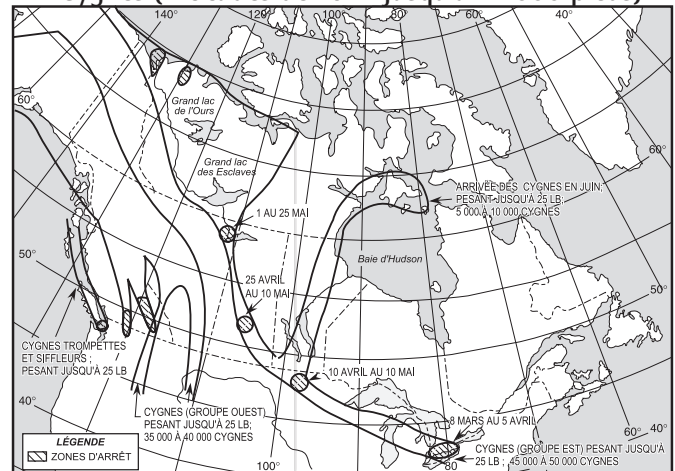 140°
120°
100°
80°
60°
40°
60°
Grand lac
de l'Ours
Grand lac
des Esclaves
60°
ARRIVÉE DES CYGNES EN JUIN;
PESANT JUSQU'À 25 LB;
5 000 À 10 000 CYGNES
1 AU 25 MAI
50°
Baie d'Hudson
25 AVRIL
AU 10 MAI
50°
CYGNES TROMPETTES
ET SIFFLEURS ;
PESANT JUSQU'À 25 LB
10 AVRIL AU 10 MAI
40°
CYGNES (GROUPE OUEST)
PESANT JUSQU'À 25 LB;
35 000 À 40 000 CYGNES
8 MARS AU 5 AVRIL
60°
LÉGENDE
ZONES D'ARRÊT
CYGNES (GROUPE EST) PESANT JUSQU'À
25 LB ; 45 000 À 50 000 CYGNES
100°
80